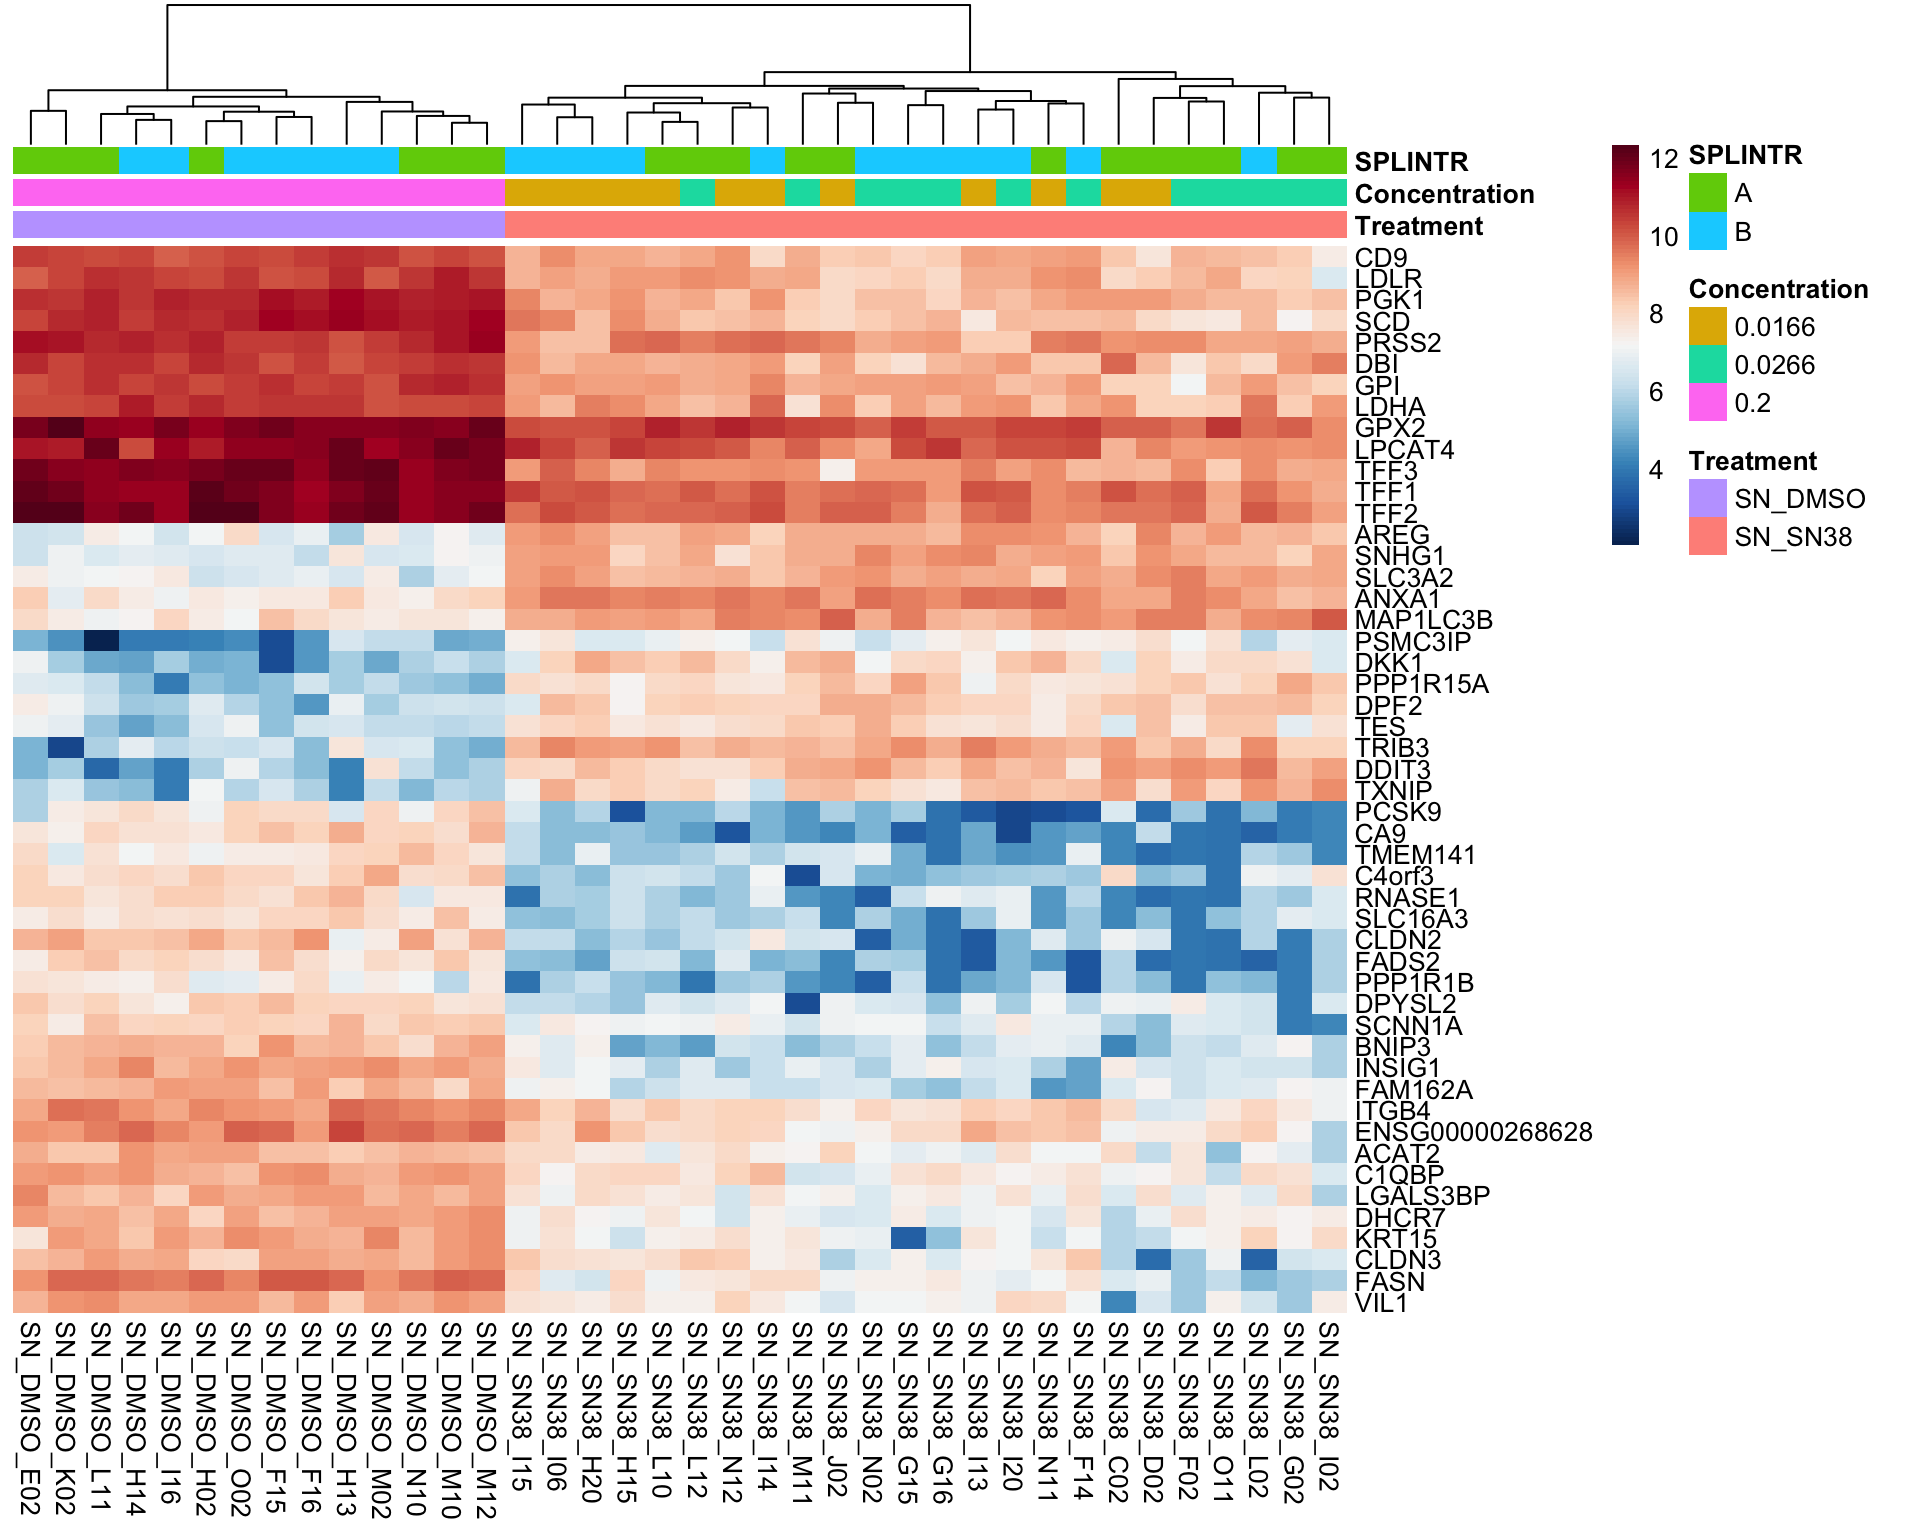 SPLINTR
Concentration
Treatment
CD9
LDLR
PGK1
SCD
PRSS2
DBI
GPI
LDHA
GPX2
LPCAT4
TFF3
TFF1
TFF2
AREG
SNHG1
SLC3A2
ANXA1
MAP1LC3B
PSMC3IP
DKK1
PPP1R15A
DPF2
TES
TRIB3
DDIT3
TXNIP
PCSK9
CA9
TMEM141
C4orf3
RNASE1
SLC16A3
CLDN2
FADS2
PPP1R1B
DPYSL2
SCNN1A
BNIP3
INSIG1
FAM162A
ITGB4
ENSG00000268628
ACAT2
C1QBP
LGALS3BP
DHCR7
KRT15
CLDN3
FASN
VIL1
SN_DMSO_E02
SN_DMSO_K02
SN_DMSO_L11
SN_DMSO_H14
SN_DMSO_I16
SN_DMSO_H02
SN_DMSO_O02
SN_DMSO_F15
SN_DMSO_F16
SN_DMSO_H13
SN_DMSO_M02
SN_DMSO_N10
SN_DMSO_M10
SN_DMSO_M12
SN_SN38_I15
SN_SN38_I06
SN_SN38_H20
SN_SN38_H15
SN_SN38_L10
SN_SN38_L12
SN_SN38_N12
SN_SN38_I14
SN_SN38_M11
SN_SN38_J02
SN_SN38_N02
SN_SN38_G15
SN_SN38_G16
SN_SN38_I13
SN_SN38_I20
SN_SN38_N11
SN_SN38_F14
SN_SN38_C02
SN_SN38_D02
SN_SN38_F02
SN_SN38_O11
SN_SN38_L02
SN_SN38_G02
SN_SN38_I02
12
10
8
6
4
SPLINTR
A
B
Concentration
0.0166
0.0266
0.2
Treatment
SN_DMSO
SN_SN38